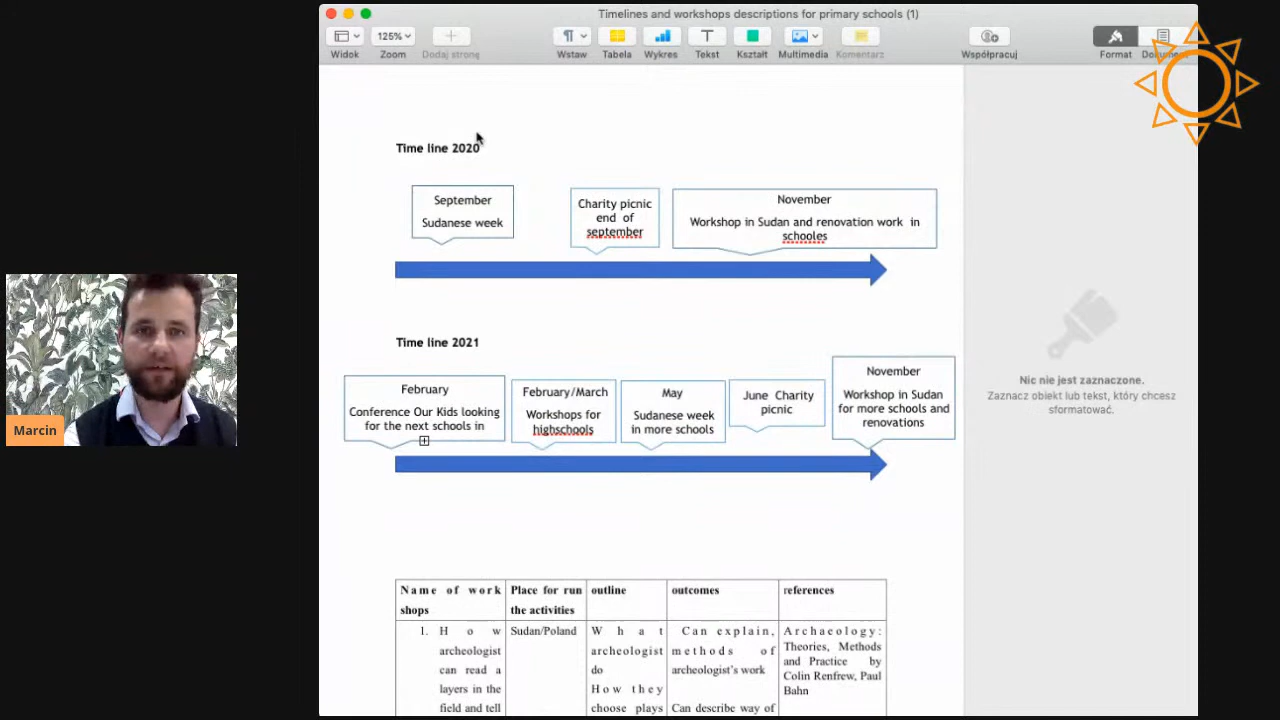 Timelines and workshops descriptions for primary schools (1)
125%
Widok
Zoom
Dodaj stronę
Wstaw
Tabela
Wykres
Tekst
Kształt
Multimedia
Komentarz
Współpracuj
Format
Time line 2020
September
Sudanese week
Charity picnic
end of
september
November
Workshop in Sudan and renovation work in
schooles
Time line 2021
February
Conference Our Kids looking
for the next schools in
February/March
Workshops for
highschools
May
Sudanese week
in more schools
June Charity
picnic
November
Workshop in Sudan
for more schools and
renovations
Nic nie jest zaznaczone.
Zaznacz obiekt lub tekst, który chcesz
sformatować.
Marcin
Name of work
shops
Place for run
the activities
outline
outcomes
references
1. How
archeologist
can read a
layers in the
field and tell
Sudan/Poland
What
archeologist
do
How they
choose plays
Can explain,
methods of
archeologist's work
Can describe way of
Archaeology:
Theories, Methods
and Practice by
Colin Renfrew, Paul
Bahn